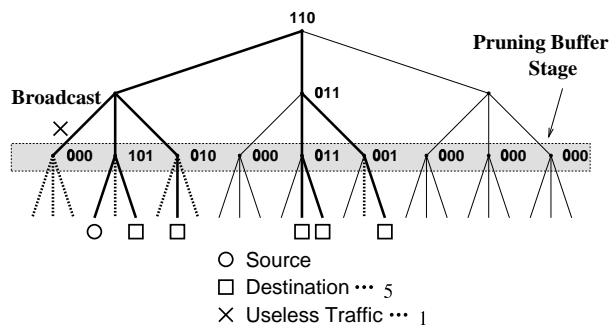 110
Pruning Buffer
Stage
Broadcast
011
000 101 010 000 011 001 000 000 000
Source
Destination ••• 5
Useless Traffic ••• 1